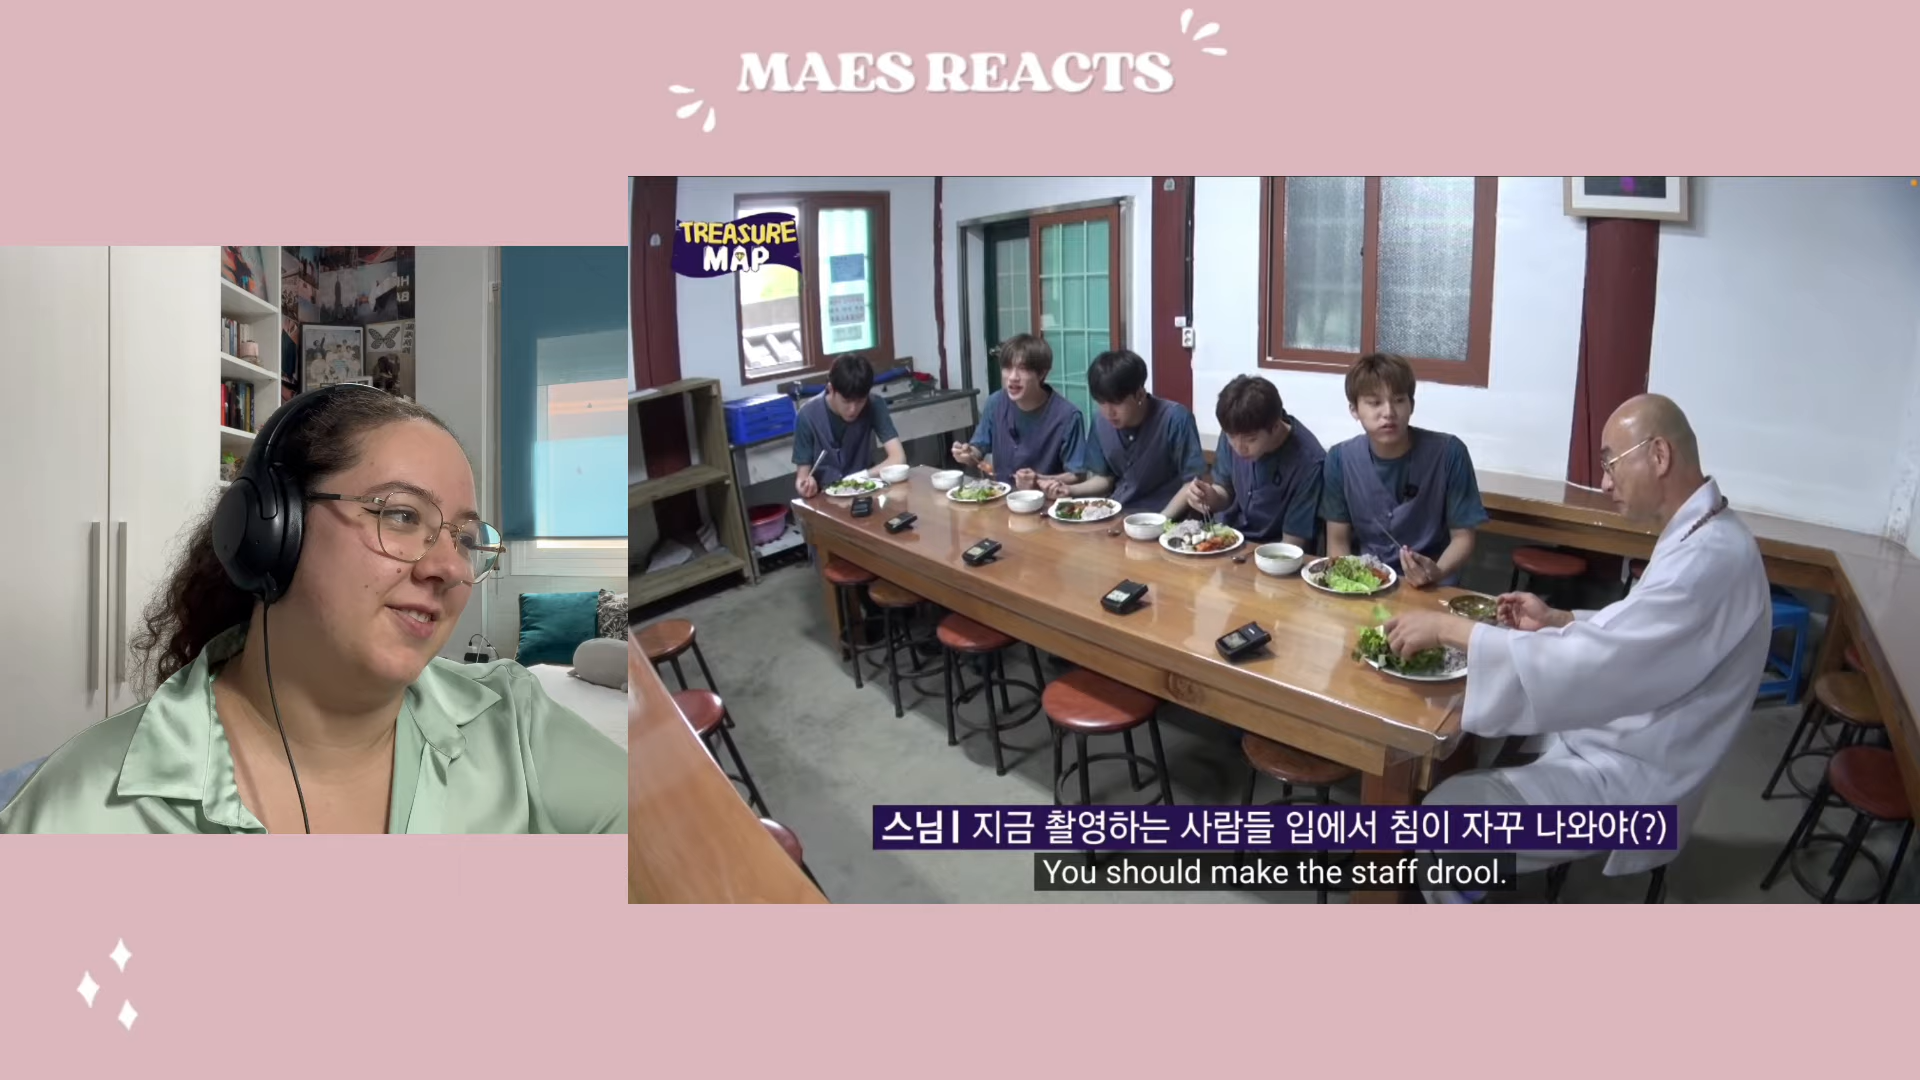 MAES REACTS
TREASURE
MAP
스님 | 지금 촬영하는 사람들 입에서 침이 자꾸 나와야(?)
You should make the staff drool.